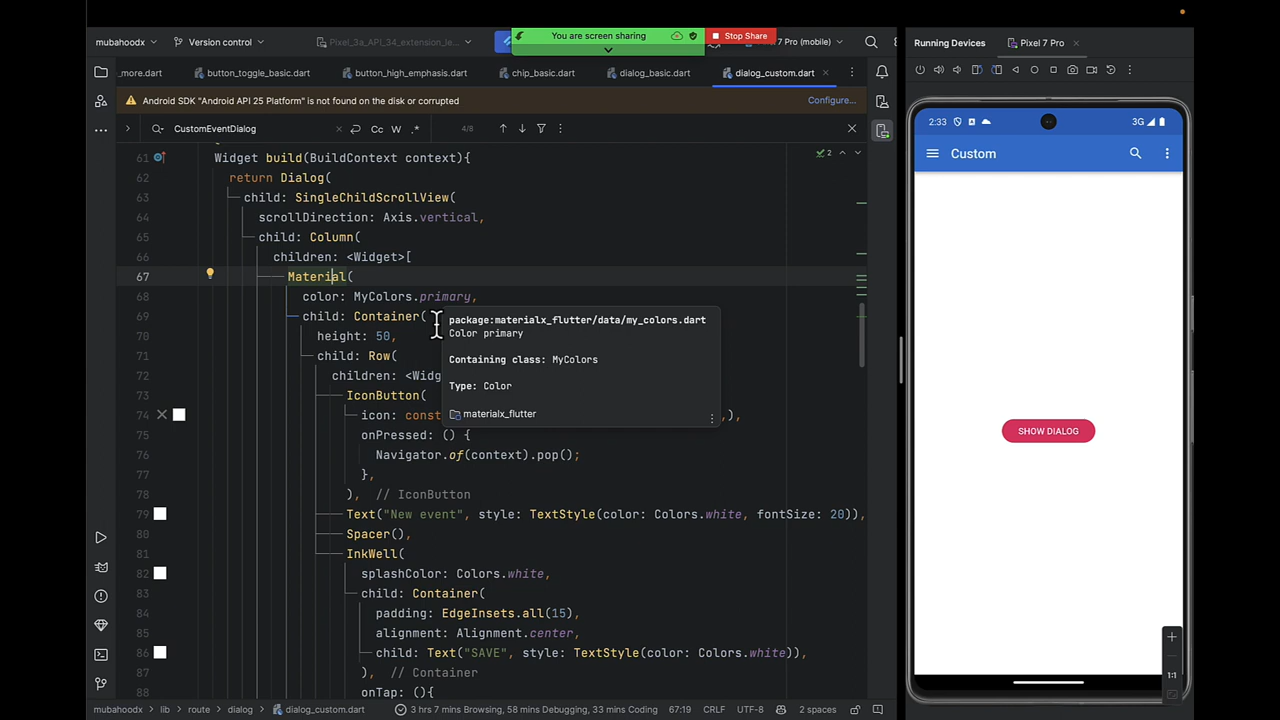 You are screen sharing
Stop Share
mubahoodx
Version control
Pixel_3a_API_34_extension_le
7 Pro (mobile)
Running Devices
Pixel 7 Pro
_more.dart
button_toggle_basic.dart
button_high_emphasis.dart
chip_basic.dart
dialog_basic.dart
dialog_custom.dart
Android SDK "Android API 25 Platform" is not found on the disk or corrupted
Configure...
CustomEventDialog
Cc
W
.*
4/8
2
61 Widget build(BuildContext context){
62 return Dialog(
63 child: SingleChildScrollView(
64 scrollDirection: Axis.vertical,
65 child: Column(
66 children: <Widget>[
67 Material(
68 color: MyColors.primary,
69 child: Container(
70 height: 50,
71 child: Row(
72 children: <Widg
73 IconButton(
74 icon: const ,),
75 onPressed: () {
76 Navigator.of(context).pop();
77 },
78 ), // IconButton
79 Text("New event", style: TextStyle(color: Colors.white, fontSize: 20)),
80 Spacer(),
81 InkWell(
82 splashColor: Colors.white,
83 child: Container(
84 padding: EdgeInsets.all(15),
85 alignment: Alignment.center,
86 child: Text("SAVE", style: TextStyle(color: Colors.white)),
87 ), // Container
88 onTap: (){
package:materialx_flutter/data/my_colors.dart
Color primary
Containing class: MyColors
Type: Color
materialx_flutter
2:33
3G
Custom
SHOW DIALOG
1:1
mubahoodx
lib
route
dialog
dialog_custom.dart
3 hrs 7 mins Browsing, 58 mins Debugging, 33 mins Coding
67:19
CRLF
UTF-8
2 spaces